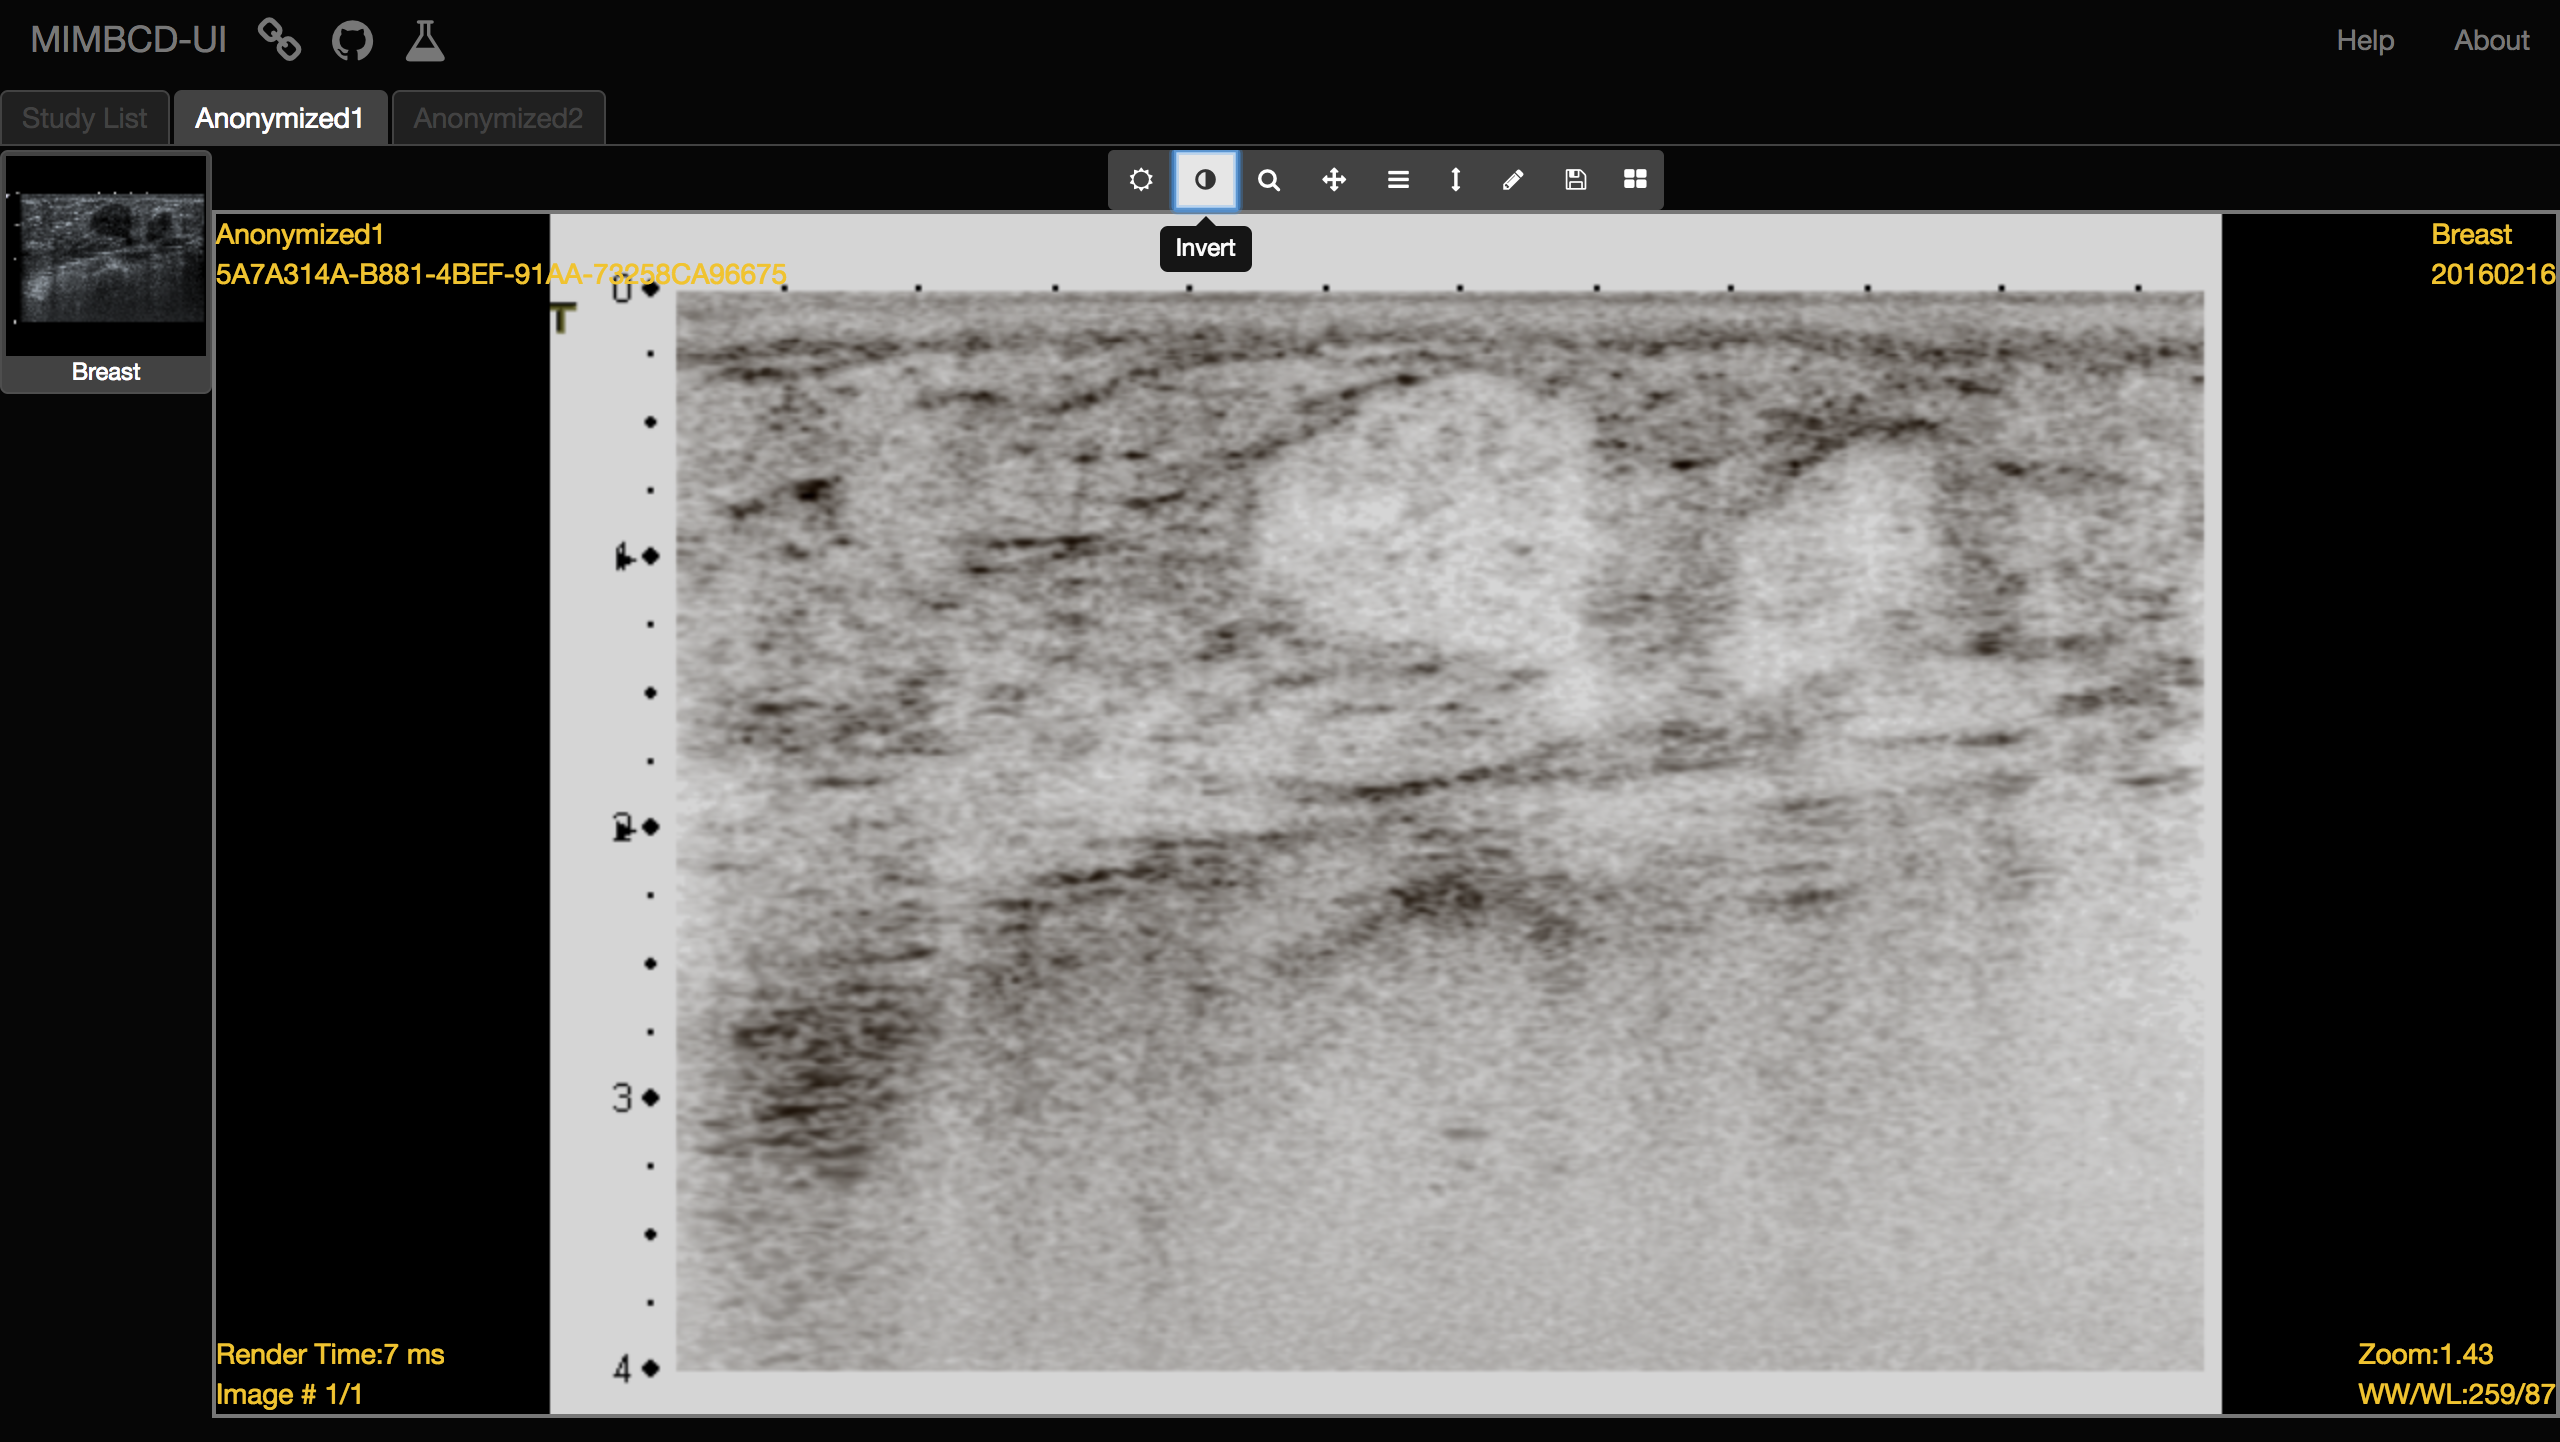 MIMBCD-UI
Help About
Study List Anonymized1 Anonymized2
Breast
Invert
Anonymized1
5A7A314A-B881-4BEF-91AA-73258CA96675
Breast
20160216
T
0
1
2
3
4
Render Time:7 ms
Image # 1/1
Zoom:1.43
WW/WL:259/87